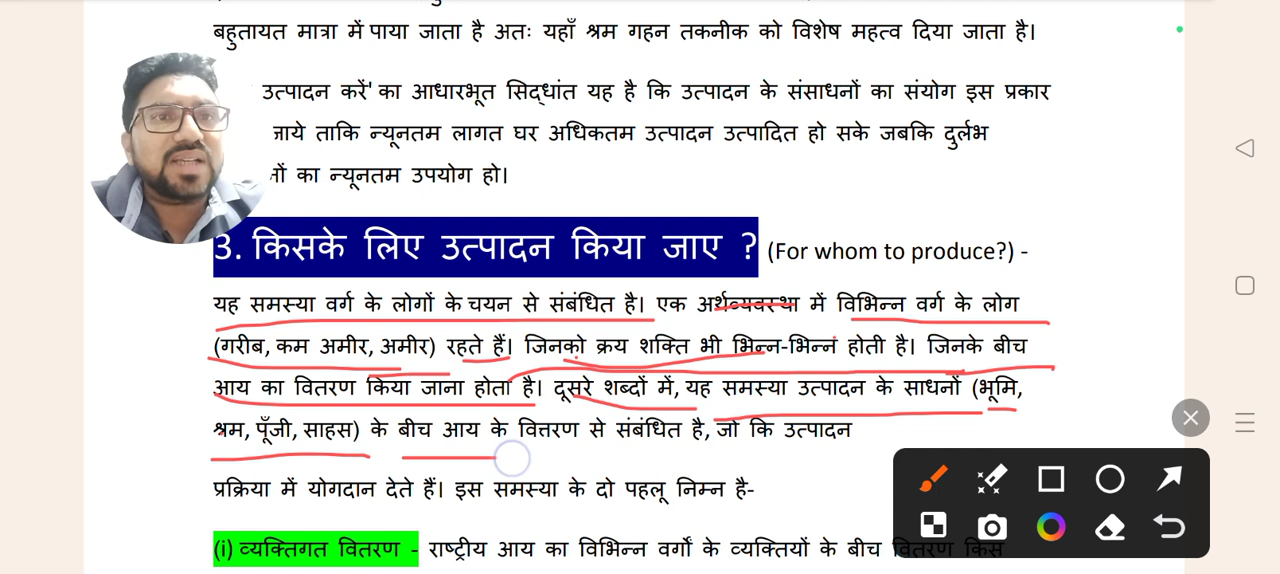 बहुतायत मात्रा में पाया जाता है अतः यहाँ श्रम गहन तकनीक को विशेष महत्व दिया जाता है।
उत्पादन करें' का आधारभूत सिद्धांत यह है कि उत्पादन के संसाधनों का संयोग इस प्रकार
जाये ताकि न्यूनतम लागत घर अधिकतम उत्पादन उत्पादित हो सके जबकि दुर्लभ
का न्यूनतम उपयोग हो।
3. किसके लिए उत्पादन किया जाए ? (For whom to produce?) -
यह समस्या वर्ग के लोगों के चयन से संबंधित है। एक अर्थव्यवस्था में विभिन्न वर्ग के लोग
(गरीब, कम अमीर, अमीर) रहते हैं। जिनको क्रय शक्ति भी भिन्न-भिन्न होती है। जिनके बीच
आय का वितरण किया जाना होता है। दूसरे शब्दों में, यह समस्या उत्पादन के साधनों (भूमि,
श्रम, पूँजी, साहस) के बीच आय के वित्तरण से संबंधित है, जो कि उत्पादन
प्रक्रिया में योगदान देते हैं। इस समस्या के दो पहलू निम्न है-
(i) व्यक्तिगत वितरण - राष्ट्रीय आय का विभिन्न वर्गों के व्यक्तियों के बीच वितरण किस